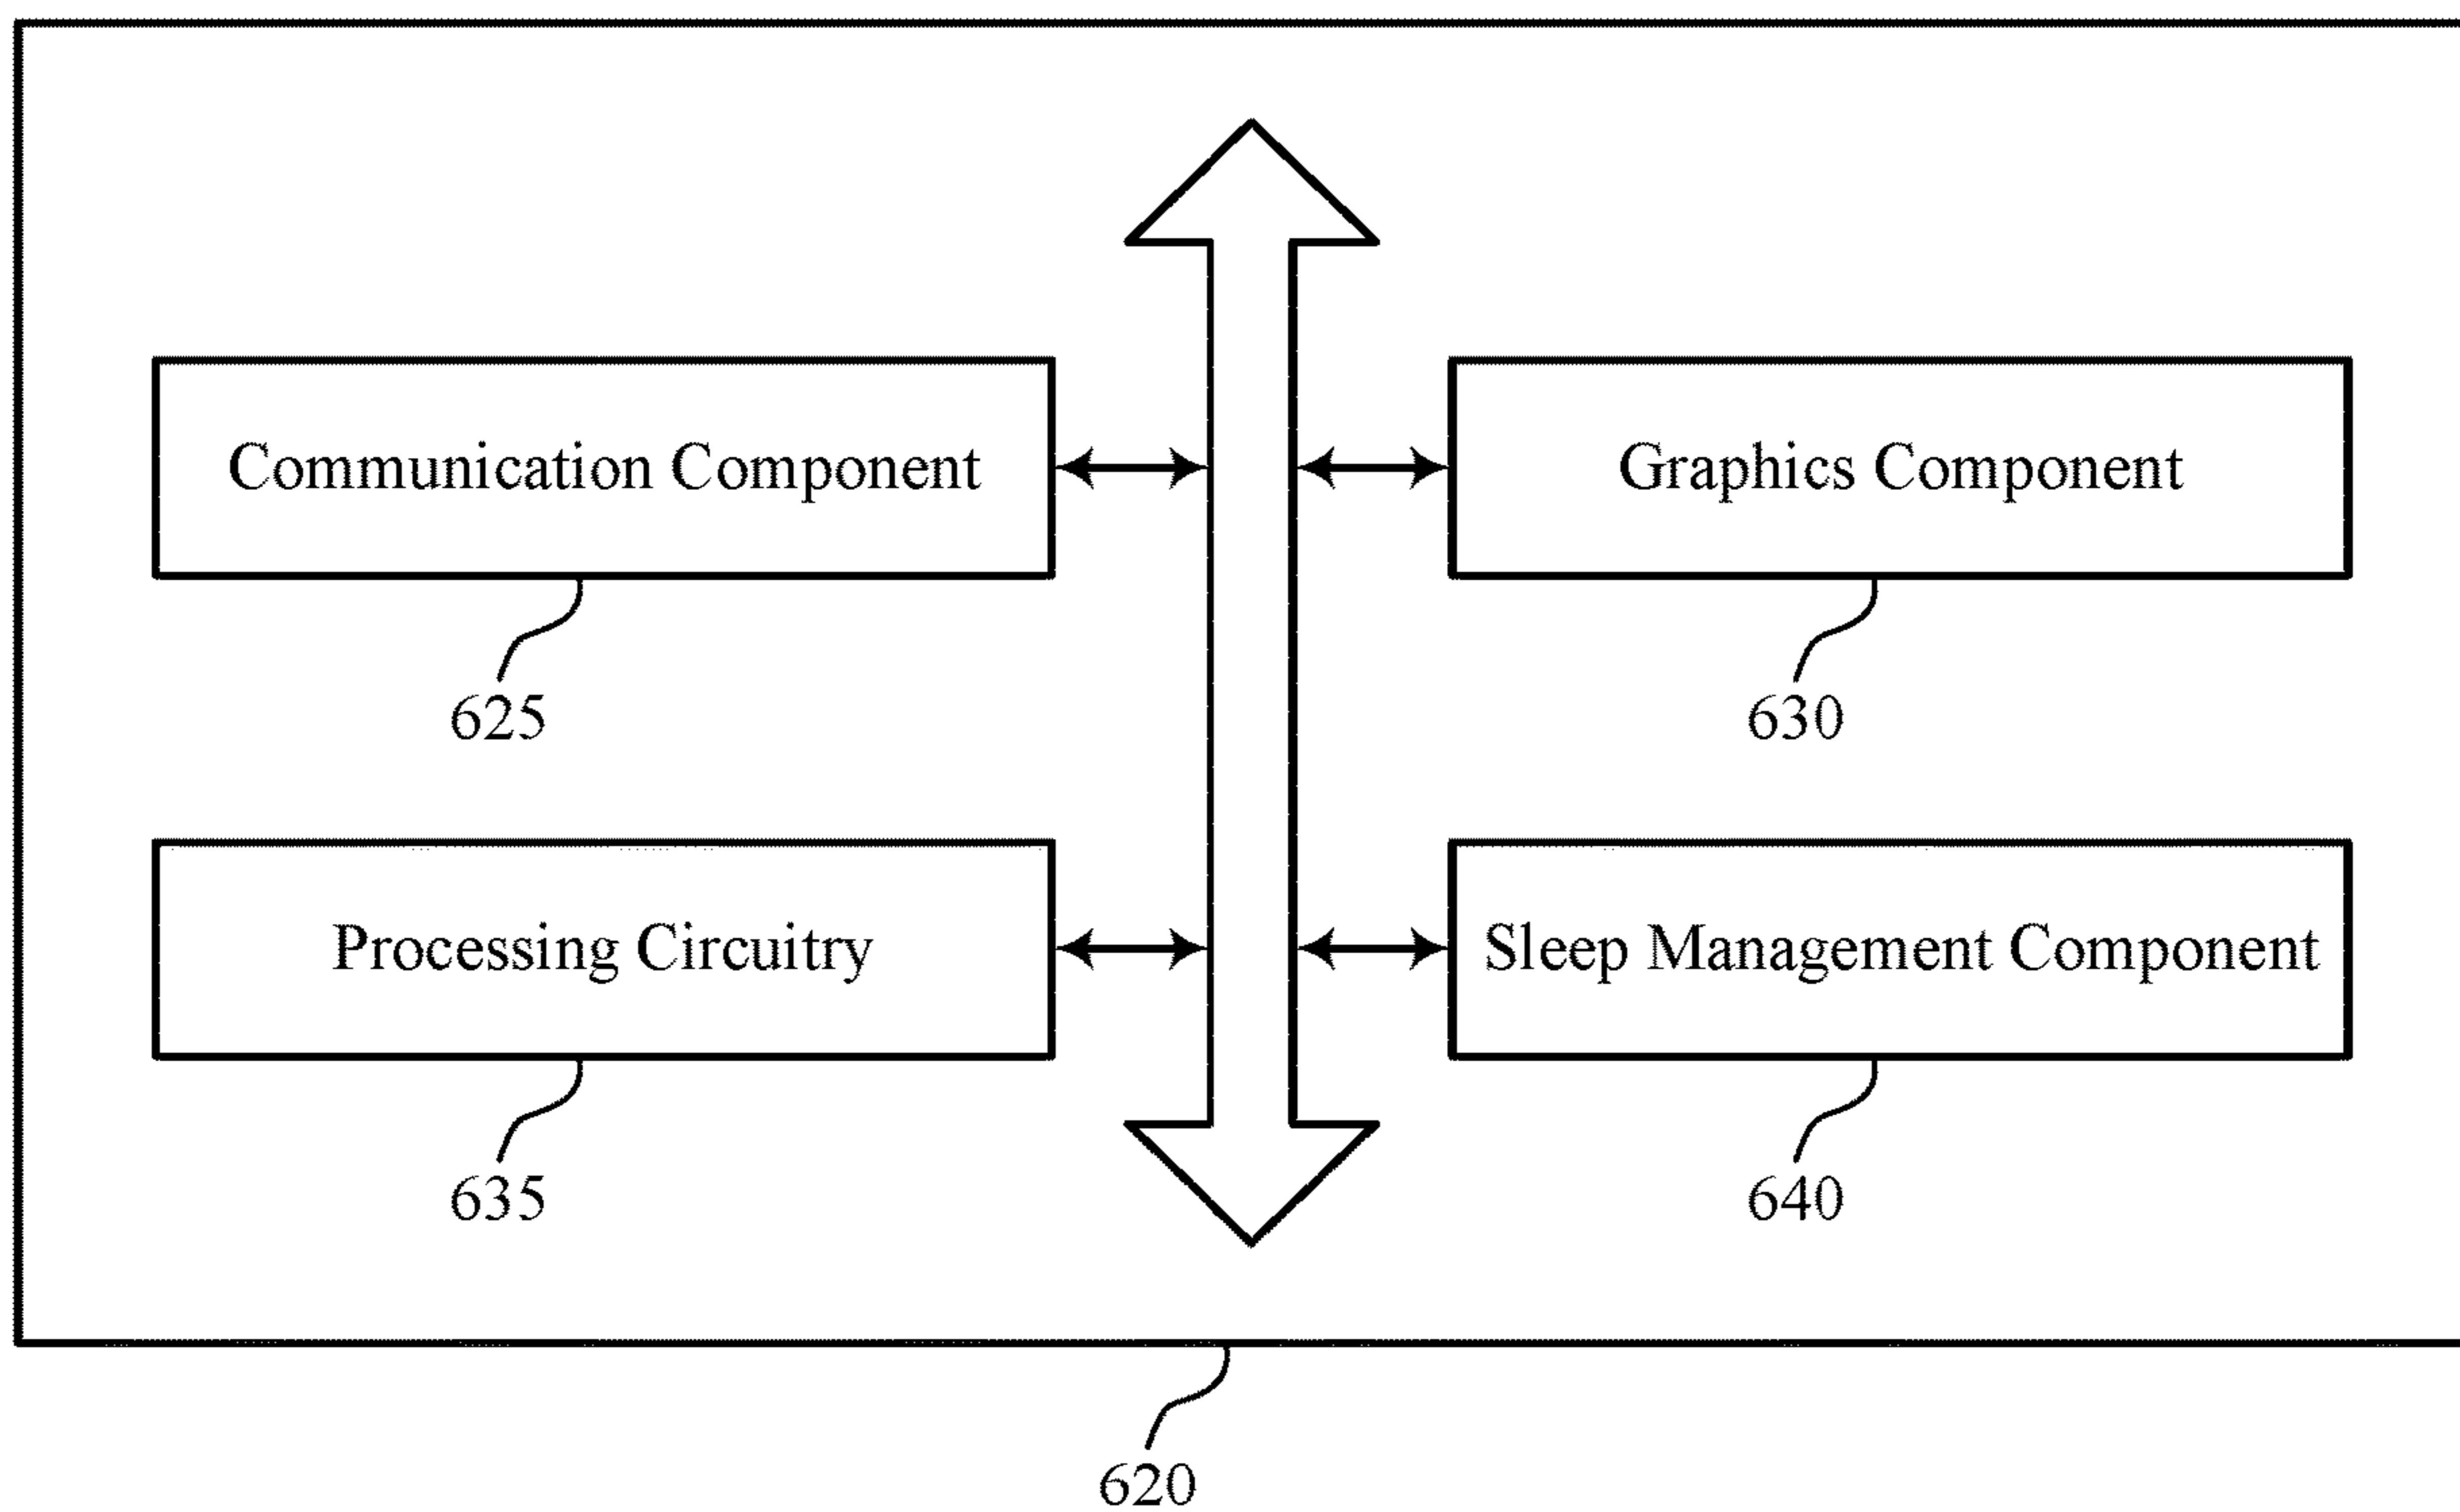 Communication Component
Graphics Component
625
630
Processing Circuitry
Sleep Management Component
635
640
620